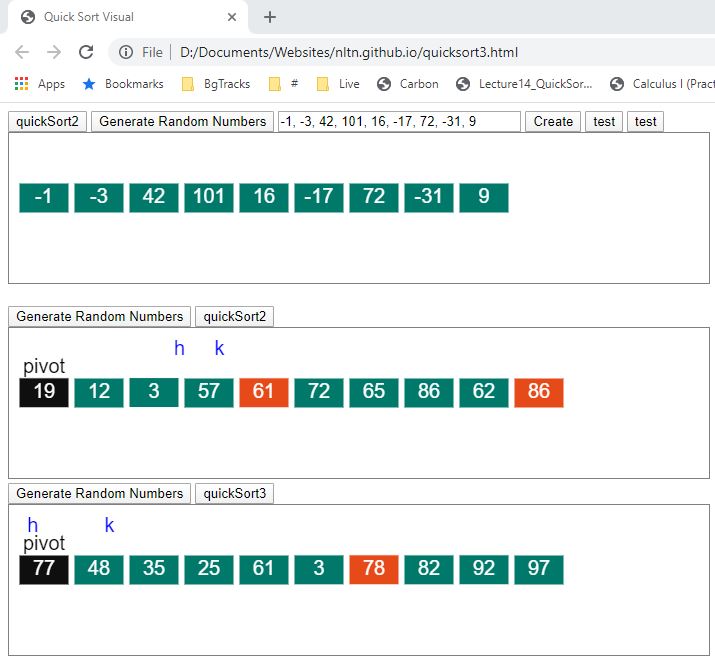 Quick Sort Visual
File D:/Documents/Websites/nltn.github.io/quicksort3.html
Apps Bookmarks BgTracks # Live Carbon Lecture14_QuickSor... Calculus I (Pract
quickSort2 Generate Random Numbers -1, -3, 42, 101, 16, -17, 72, -31, 9 Create test test
-1 -3 42 101 16 -17 72 -31 9
Generate Random Numbers quickSort2
h k
pivot
19 12 3 57 61 72 65 86 62 86
Generate Random Numbers quickSort3
h k
pivot
77 48 35 25 61 3 78 82 92 97